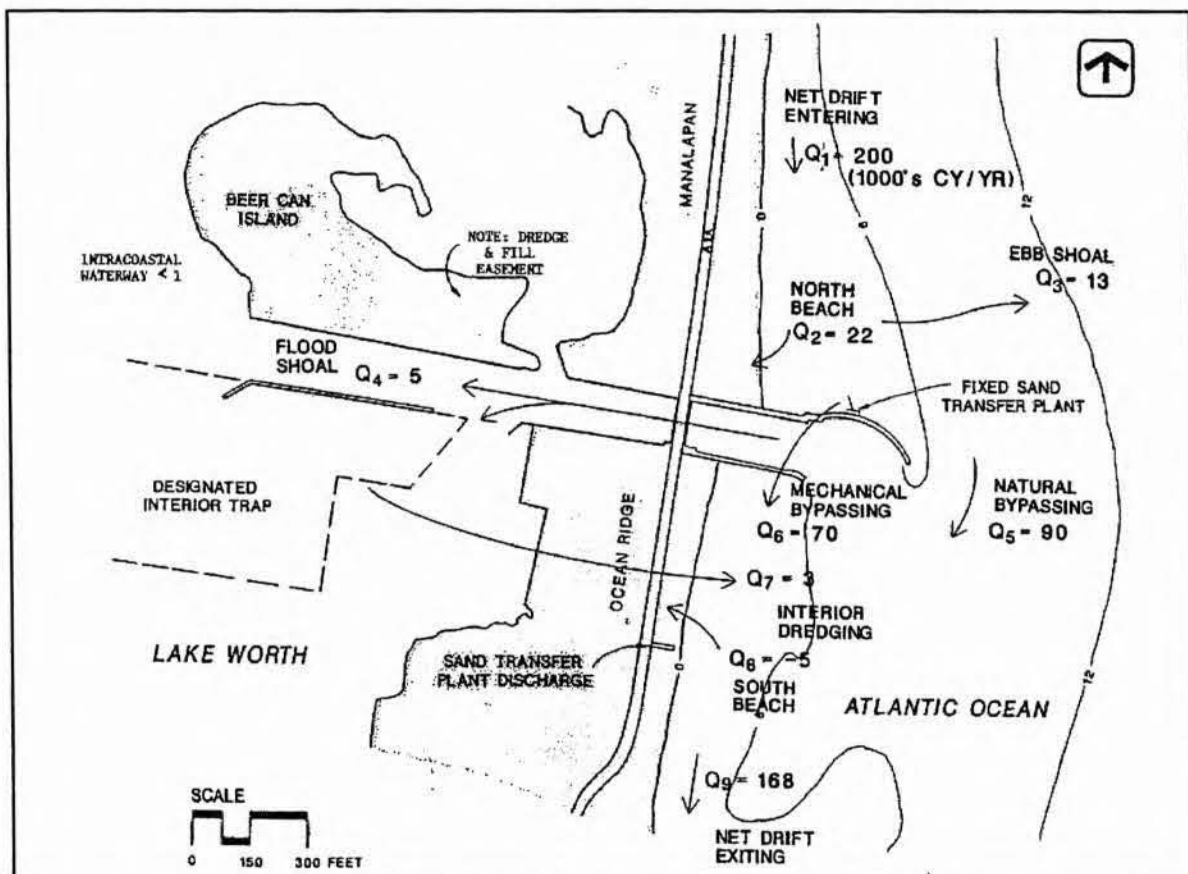 NET DRIFT
ENTERING
Q1 = 200
(1000's CY/YR)
MANALAPAN
A1A
0
6
12
BEER CAN
ISLAND
NOTE: DREDGE
& FILL
EASEMENT
INTRACOASTAL
WATERWAY < 1
EBB SHOAL
Q3 = 13
NORTH
BEACH
Q2 = 22
FLOOD
SHOAL
Q4 = 5
FIXED SAND
TRANSFER PLANT
DESIGNATED
INTERIOR TRAP
MECHANICAL
BYPASSING
Q6 = 70
NATURAL
BYPASSING
Q5 = 90
OCEAN RIDGE
Q7 = 3
INTERIOR
DREDGING
LAKE WORTH
SAND TRANSFER
PLANT DISCHARGE
Q8 = -5
SOUTH
BEACH
0
6
12
ATLANTIC OCEAN
Q9 = 168
NET DRIFT
EXITING
SCALE
0 150 300 FEET